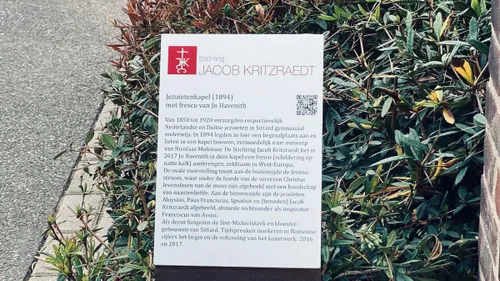 Stichting
JACOB KRITZRAEDT
Jezuïetenkapel (1894)
met fresco van Jo Havenith
Van 1850 tot 1920 verzorgden respectievelijk
Nederlandse en Duitse jezuïeten in Sittard gymnasiaal
onderwijs. In 1894 legden ze hier een begraafplaats aan en
lieten ze een kapel bouwen, vermoedelijk naar ontwerp
van Nicolaas Molenaar. De Stichting Jacob Kritzraedt liet in
2017 Jo Havenith in deze kapel een fresco (schildering op
natte kalk) aanbrengen, zeldzaam in West-Europa.
De ovale voorstelling toont aan de buitenzijde de levens-
stroom, waar onder de hoede van de verrezen Christus
levensfasen van de mens zijn afgebeeld met een boodschap
van naastenliefde. Aan de binnenzijde zijn de jezuïeten
Aloysius, Paus Franciscus, Ignatius en (beneden) Jacob
Kritzraedt afgebeeld, alsmede rechtsonder als inspirator
Franciscus van Assisi.
Als decor fungeren de Sint-Michielskerk en klooster-
gebouwen van Sittard. Tijdspreuken markeren in Romeinse
cijfers het begin en de voltooiing van het kunstwerk: 2016
en 2017.